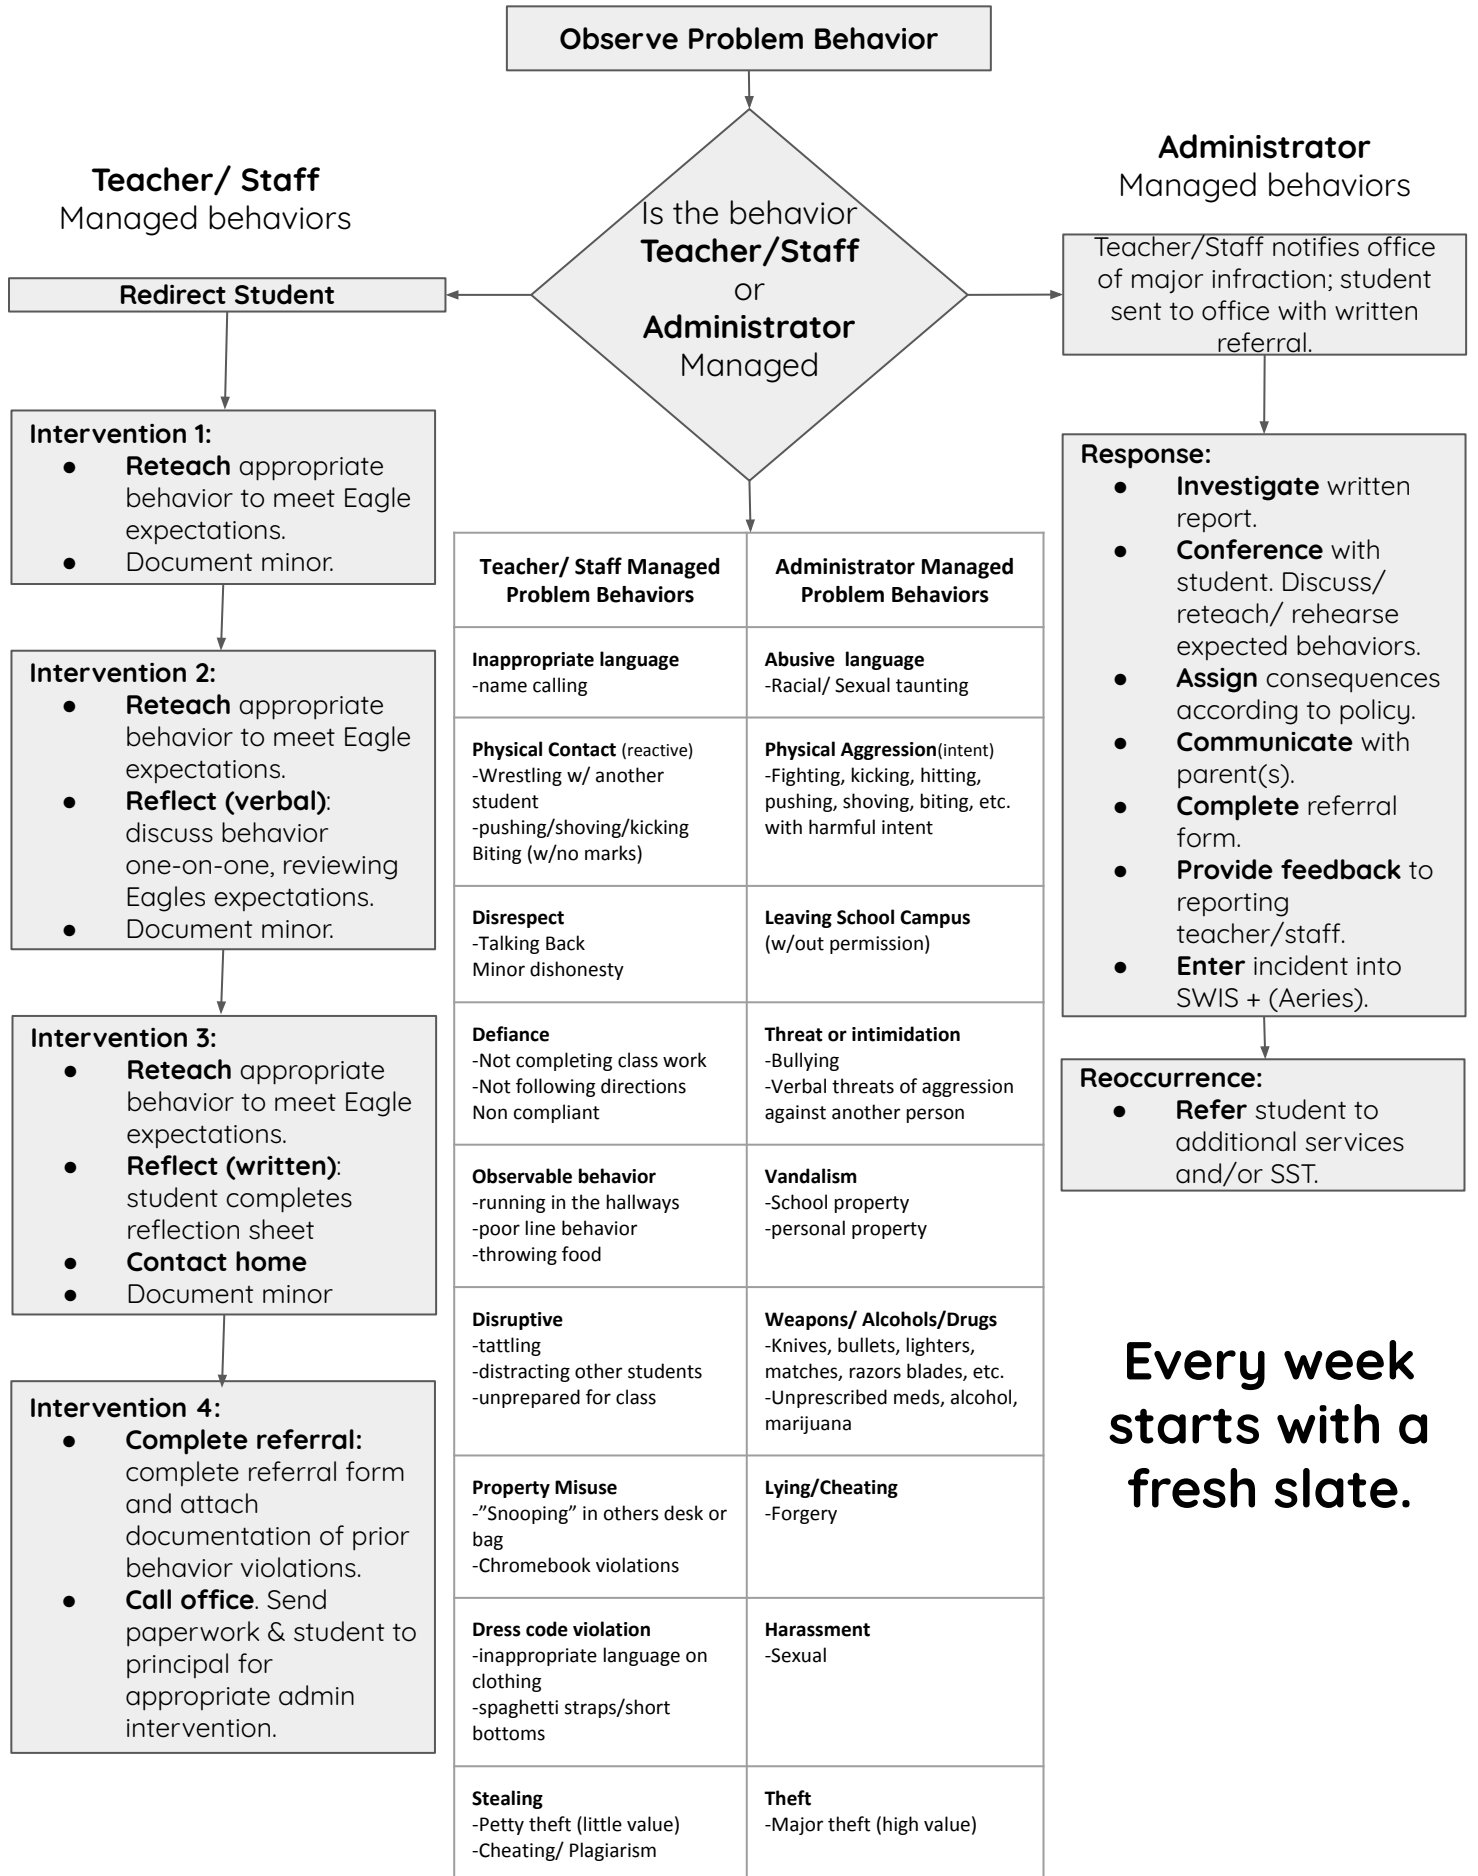 Observe Problem Behavior
Teacher/ Staff
Managed behaviors
Is the behavior
Teacher/Staff
or
Administrator
Managed
Administrator
Managed behaviors
Redirect Student
Teacher/Staff notifies office
of major infraction; student
sent to office with written
referral.
Intervention 1:
● Reteach appropriate
behavior to meet Eagle
expectations.
● Document minor.
Intervention 2:
● Reteach appropriate
behavior to meet Eagle
expectations.
● Reflect (verbal):
discuss behavior
one-on-one, reviewing
Eagles expectations.
● Document minor.
Intervention 3:
● Reteach appropriate
behavior to meet Eagle
expectations.
● Reflect (written):
student completes
reflection sheet
● Contact home
● Document minor
Intervention 4:
● Complete referral:
complete referral form
and attach
documentation of prior
behavior violations.
● Call office. Send
paperwork & student to
principal for
appropriate admin
intervention.
Teacher/ Staff Managed
Problem Behaviors
Administrator Managed
Problem Behaviors
Inappropriate language
-name calling
Abusive  language
-Racial/ Sexual taunting
Physical Contact (reactive)
-Wrestling w/ another
student
-pushing/shoving/kicking
Biting (w/no marks)
Physical Aggression(intent)
-Fighting, kicking, hitting,
pushing, shoving, biting, etc.
with harmful intent
Disrespect
-Talking Back
Minor dishonesty
Leaving School Campus
(w/out permission)
Defiance
-Not completing class work
-Not following directions
Non compliant
Threat or intimidation
-Bullying
-Verbal threats of aggression
against another person
Observable behavior
-running in the hallways
-poor line behavior
-throwing food
Vandalism
-School property
-personal property
Disruptive
-tattling
-distracting other students
-unprepared for class
Weapons/ Alcohols/Drugs
-Knives, bullets, lighters,
matches, razors blades, etc.
-Unprescribed meds, alcohol,
marijuana
Property Misuse
-”Snooping” in others desk or
bag
-Chromebook violations
Lying/Cheating
-Forgery
Dress code violation
-inappropriate language on
clothing
-spaghetti straps/short
bottoms
Harassment
-Sexual
Stealing
-Petty theft (little value)
-Cheating/ Plagiarism
Theft
-Major theft (high value)
Response:
● Investigate written
report.
● Conference with
student. Discuss/
reteach/ rehearse
expected behaviors.
● Assign consequences
according to policy.
● Communicate with
parent(s).
● Complete referral
form.
● Provide feedback to
reporting
teacher/staff.
● Enter incident into
SWIS + (Aeries).
Reoccurrence:
● Refer student to
additional services
and/or SST.
Every week
starts with a
fresh slate.